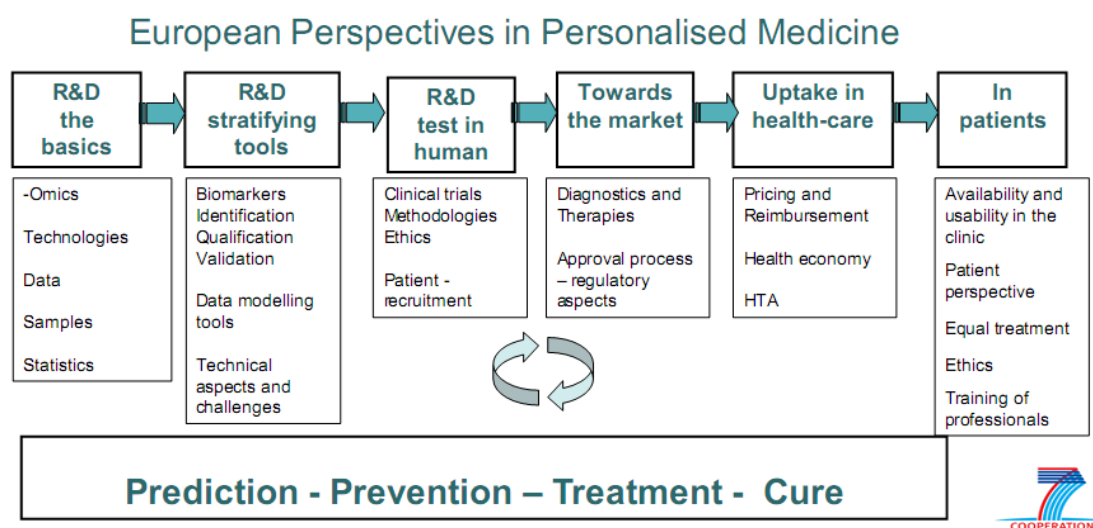 European Perspectives in Personalised Medicine
R&D
the
basics
R&D
stratifying
tools
R&D
test in
human
Towards
the market
Uptake in
health-care
In
patients
-Omics
Technologies
Data
Samples
Statistics
Biomarkers
Identification
Qualification
Validation
Data modelling
tools
Technical
aspects and
challenges
Clinical trials
Methodologies
Ethics
Patient -
recruitment
Diagnostics and
Therapies
Approval process
– regulatory
aspects
Pricing and
Reimbursement
Health economy
HTA
Availability and
usability in the
clinic
Patient
perspective
Equal treatment
Ethics
Training of
professionals
Prediction - Prevention – Treatment - Cure
COOPERATION